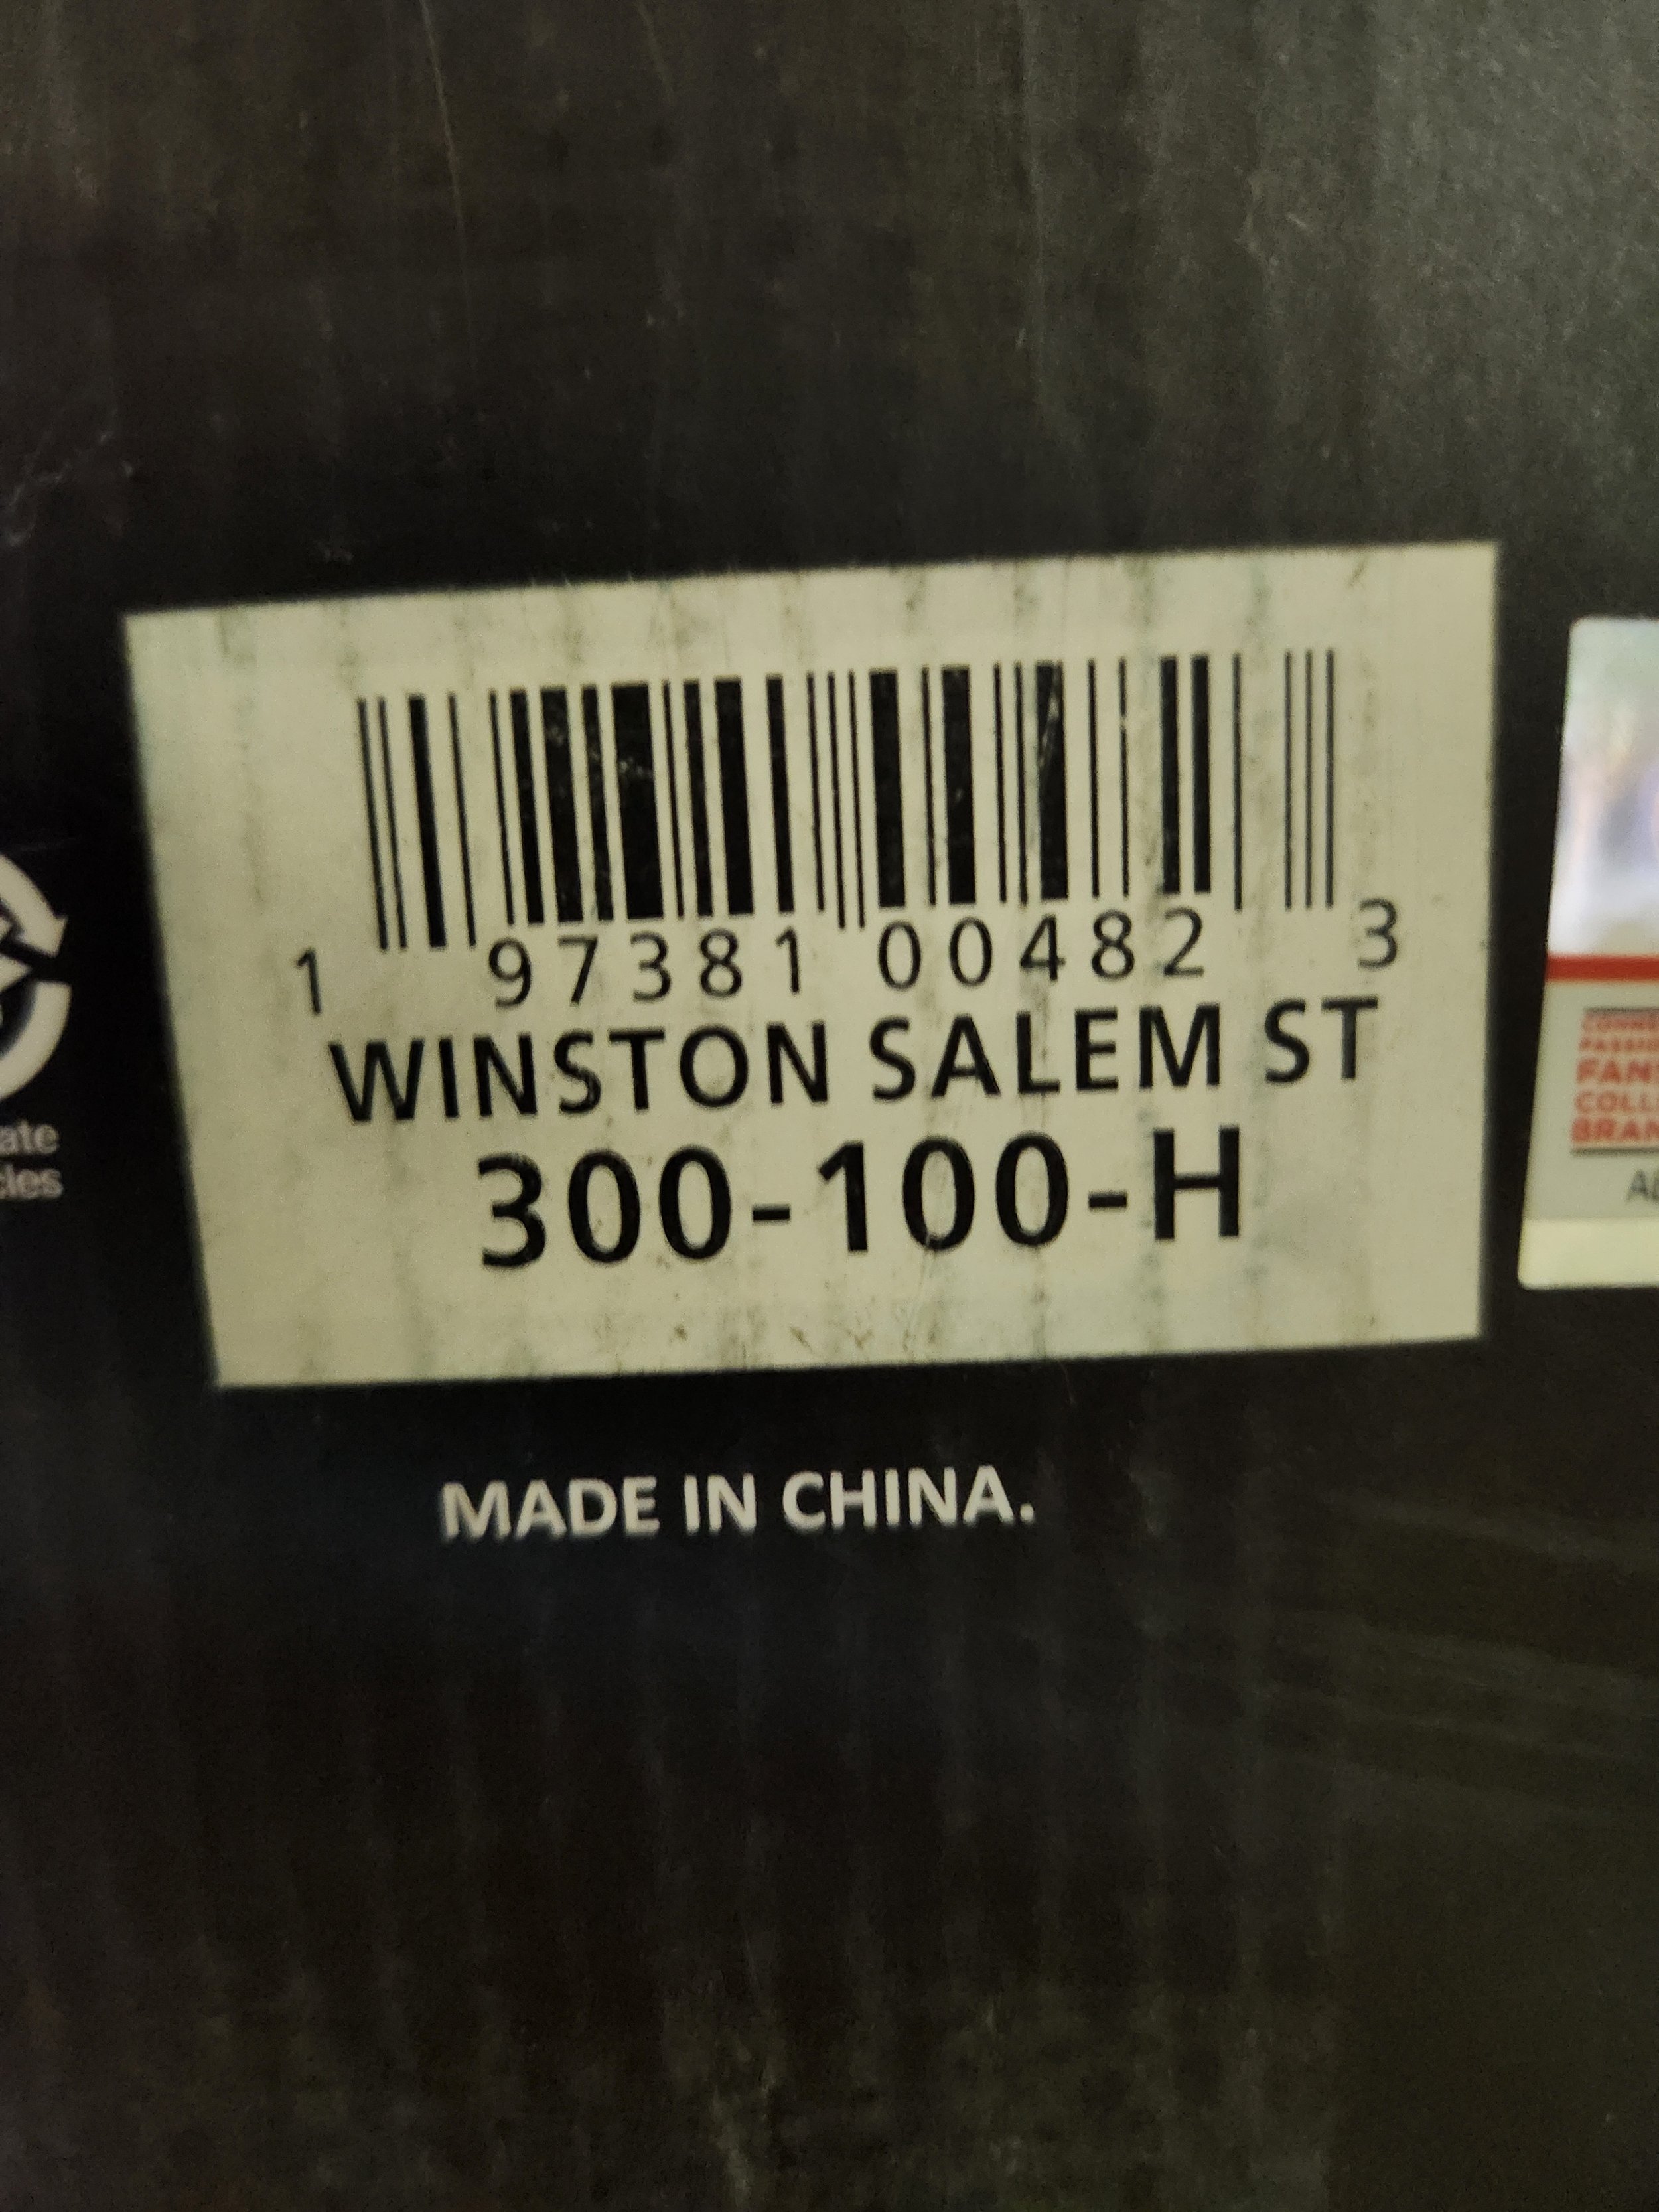 1 97381 00482 3
WINSTON SALEM ST
300-100-H
MADE IN CHINA.